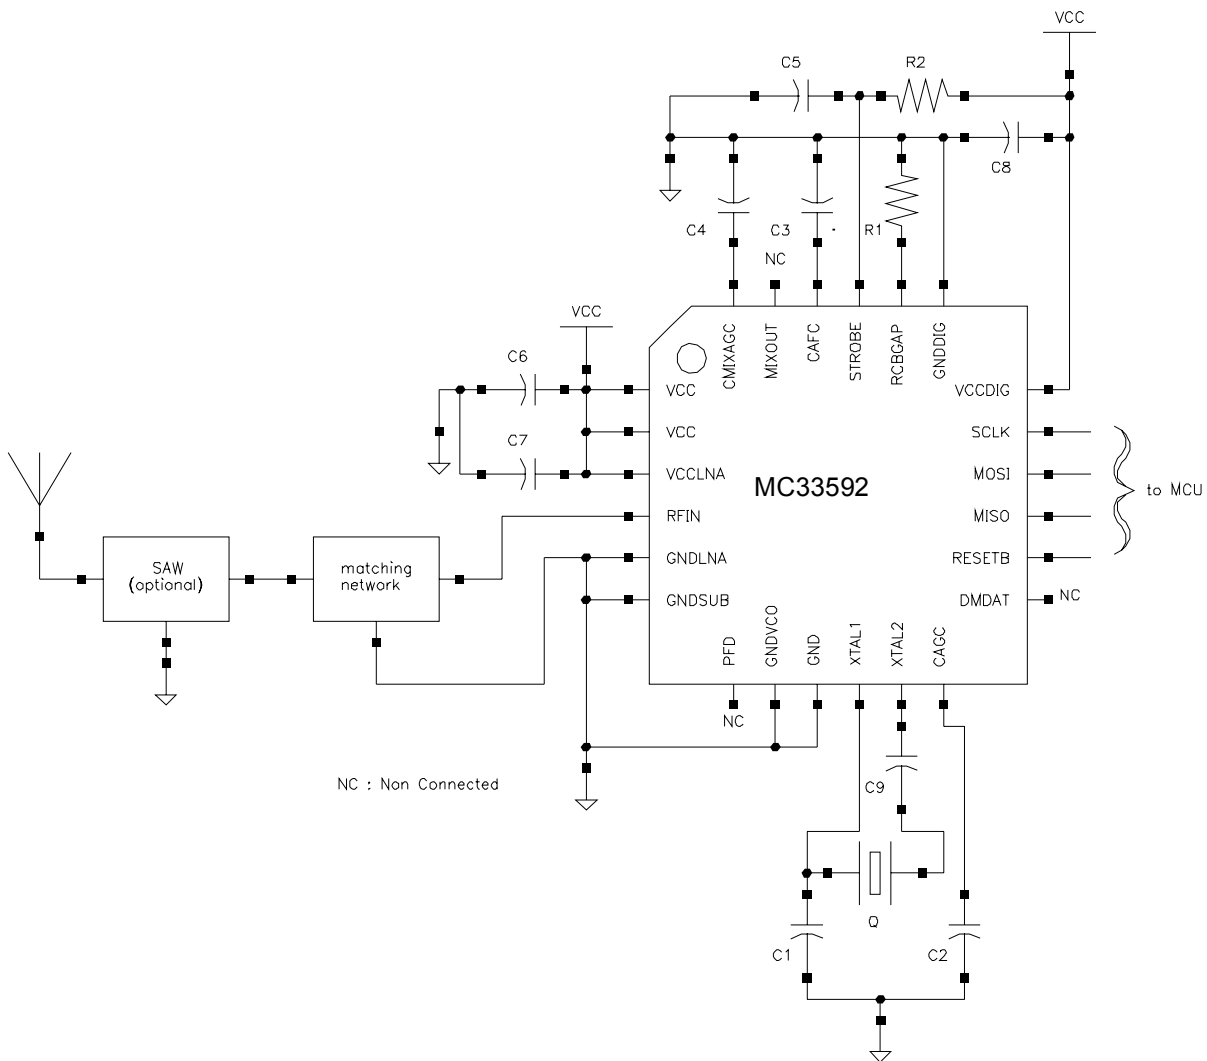 VCC
C5
R2
C8
C4
C3
R1
NC
VCC
C6
C7
CMIXAGC
MIXOUT
CAFC
STROBE
RCBGAP
GNDDIG
VCC
VCC
VCCLNA
RFIN
GNDLNA
GNDSUB
MC33592
VCCDIG
SCLK
MOSI
MISO
RESETB
DMDAT
NC
to MCU
SAW
(optional)
matching
network
PFD
GNDVCO
GND
XTAL1
XTAL2
CAGC
NC
NC : Non Connected
C9
Q
C1
C2